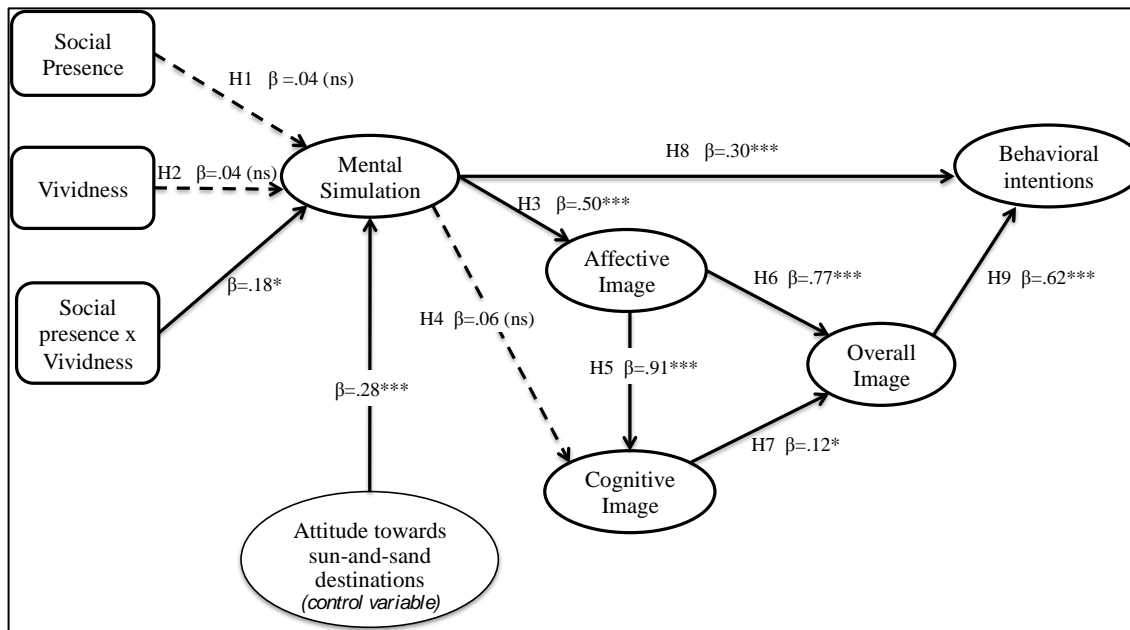 Social
Presence
H1 β =.04 (ns)
Vividness
H2 β=.04 (ns)
Mental
Simulation
H8 β=.30***
Behavioral
intentions
H3 β=.50***
Affective
Image
Social
presence x
Vividness
β=.18*
H4 β=.06 (ns)
H6 β=.77***
H9 β=.62***
β=.28***
H5 β=.91***
Overall
Image
H7 β=.12*
Cognitive
Image
Attitude towards
sun-and-sand
destinations
(control variable)